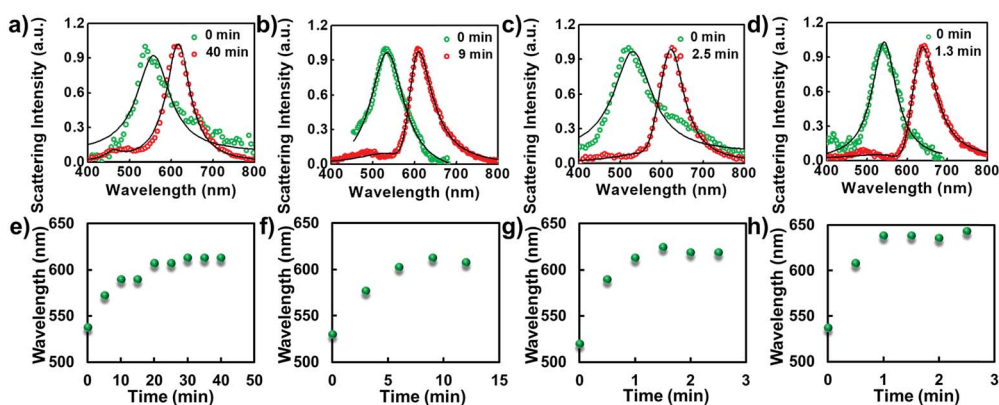 a)
Scattering Intensity (a.u.)
1.2
0.9
0.6
0.3
0.0
0 min
40 min
400 500 600 700 800
Wavelength (nm)
b)
Scattering Intensity (a.u.)
1.2
0.9
0.6
0.3
0.0
0 min
9 min
400 500 600 700 800
Wavelength (nm)
c)
Scattering Intensity (a.u.)
1.2
0.9
0.6
0.3
0.0
0 min
2.5 min
400 500 600 700 800
Wavelength (nm)
d)
Scattering Intensity (a.u.)
1.2
0.9
0.6
0.3
0.0
0 min
1.3 min
400 500 600 700 800
Wavelength (nm)
e)
Wavelength (nm)
650
600
550
500
0 10 20 30 40 50
Time (min)
f)
Wavelength (nm)
650
600
550
500
0 5 10 15
Time (min)
g)
Wavelength (nm)
650
600
550
500
0 1 2 3
Time (min)
h)
Wavelength (nm)
650
600
550
500
0 1 2 3
Time (min)